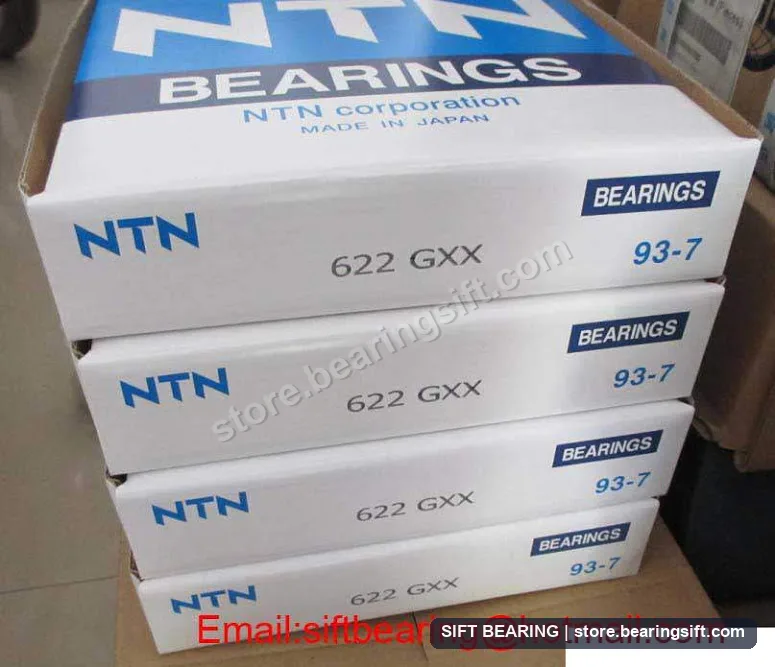 NTN
BEARINGS
NTN corporation
MADE IN JAPAN
NTN
BEARINGS
622 GXX
93-7
store.bearingsift.com
NTN
BEARINGS
622 GXX
93-7
NTN
BEARINGS
622 GXX
93-7
NTN
BEARINGS
622 GXX
93-7
SIFT BEARING | store.bearingsift.com